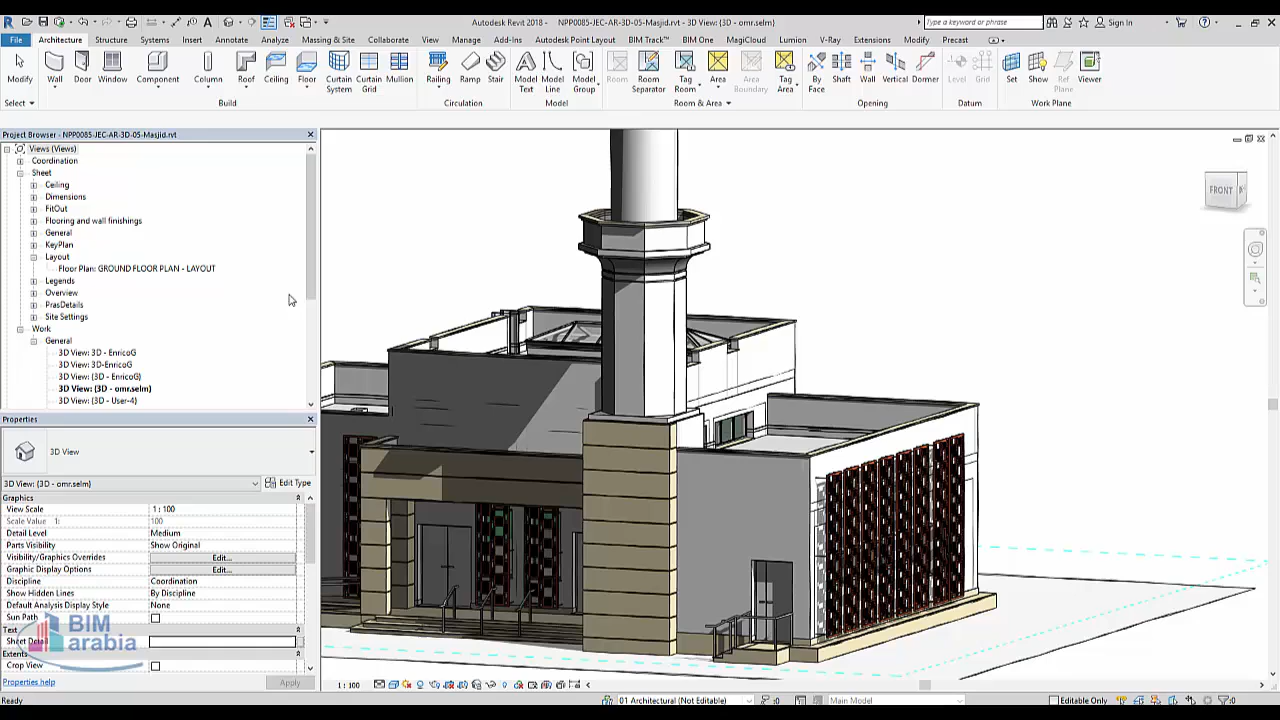 Autodesk Revit 2018 - NPP0085-JEC-AR-3D-05-Masjid.rvt - 3D View: {3D - omr.selm}
Type a keyword or phrase
Sign In
File Architecture Structure Systems Insert Annotate Analyze Massing & Site Collaborate View Manage Add-Ins Autodesk Point Layout BIM Track™ BIM One MagiCloud Lumion V-Ray Extensions Modify Precast
Modify Wall Door Window Component Column Roof Ceiling Floor Curtain System Curtain Grid Mullion Railing Ramp Stair Model Text Model Line Model Group Room Room Separator Tag Room Area Area Boundary Tag Area By Face Shaft Wall Vertical Dormer Level Grid Set Show Ref Plane Viewer
Select Build Circulation Model Room & Area Opening Datum Work Plane
Project Browser - NPP0085-JEC-AR-3D-05-Masjid.rvt
Views (Views)
Coordination
Sheet
Ceiling
Dimensions
FitOut
Flooring and wall finishings
General
KeyPlan
Layout
Floor Plan: GROUND FLOOR PLAN - LAYOUT
Legends
Overview
PrasDetails
Site Settings
Work
General
3D View: 3D - EnricoG
3D View: 3D-EnricoG
3D View: {3D - EnricoG}
3D View: {3D - omr.selm}
3D View: {3D - User-4}
FRONT
Properties
3D View
3D View: {3D - omr.selm} Edit Type
Graphics
View Scale 1 : 100
Scale Value 1: 100
Detail Level Medium
Parts Visibility Show Original
Visibility/Graphics Overrides Edit...
Graphic Display Options Edit...
Discipline Coordination
Show Hidden Lines By Discipline
Default Analysis Display Style None
Sun Path
Text
Sheet Detail
Extents
Crop View
BIM
arabia
Properties help Apply
1 : 100
Ready 01 Architectural (Not Editable) :0 Main Model Editable Only :0